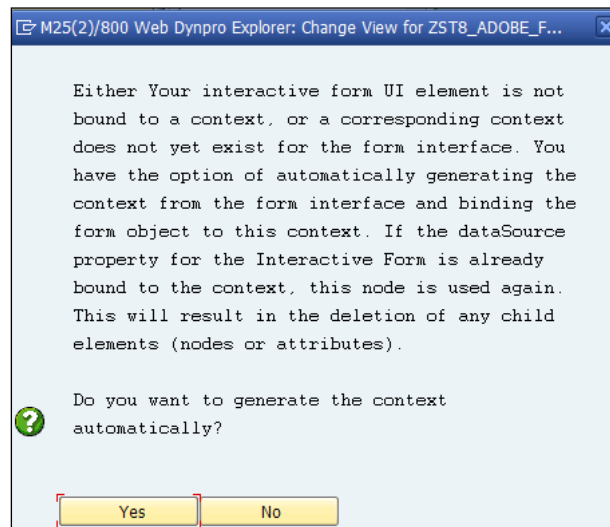 M25(2)/800 Web Dynpro Explorer: Change View for ZST8_ADOBE_F...
Either Your interactive form UI element is not
bound to a context, or a corresponding context
does not yet exist for the form interface. You
have the option of automatically generating the
context from the form interface and binding the
form object to this context. If the dataSource
property for the Interactive Form is already
bound to the context, this node is used again.
This will result in the deletion of any child
elements (nodes or attributes).
Do you want to generate the context
automatically?
Yes No